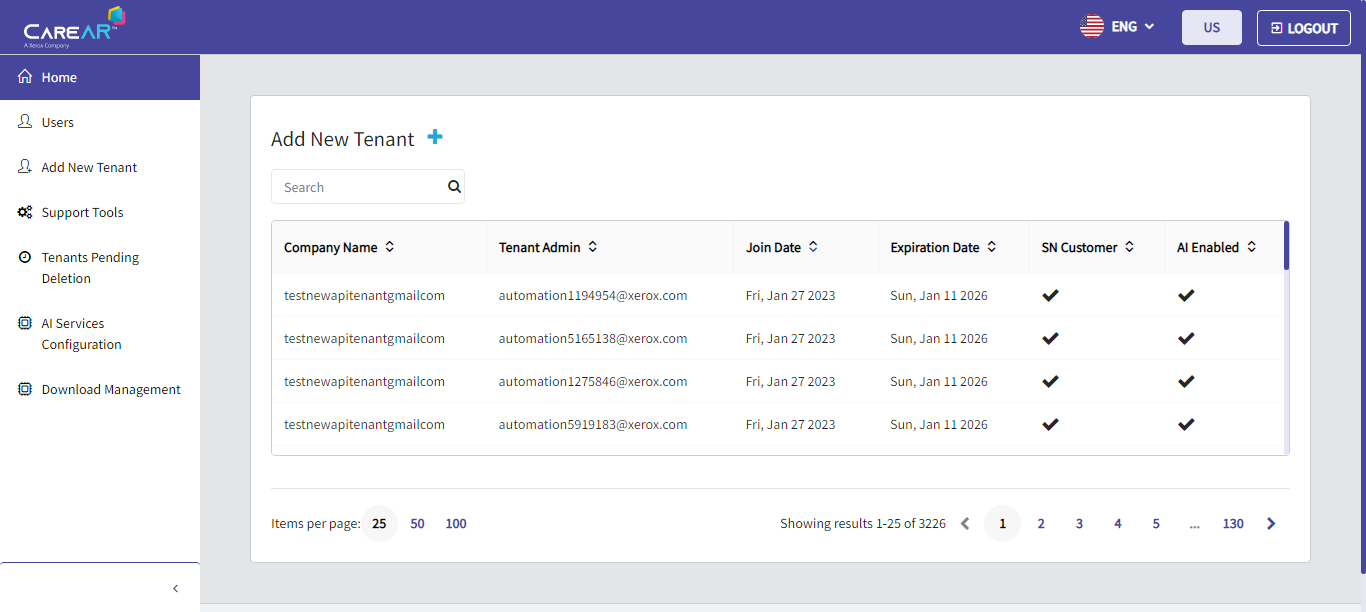 CAREAR™
A Xerox Company
ENG
US
LOGOUT
Home
Users
Add New Tenant
Support Tools
Tenants Pending
Deletion
AI Services
Configuration
Download Management
Add New Tenant
Search
Company Name Tenant Admin Join Date Expiration Date SN Customer AI Enabled
testnewapitenantgmailcom automation1194954@xerox.com Fri, Jan 27 2023 Sun, Jan 11 2026
testnewapitenantgmailcom automation5165138@xerox.com Fri, Jan 27 2023 Sun, Jan 11 2026
testnewapitenantgmailcom automation1275846@xerox.com Fri, Jan 27 2023 Sun, Jan 11 2026
testnewapitenantgmailcom automation5919183@xerox.com Fri, Jan 27 2023 Sun, Jan 11 2026
Items per page: 25 50 100 Showing results 1-25 of 3226 1 2 3 4 5 ... 130